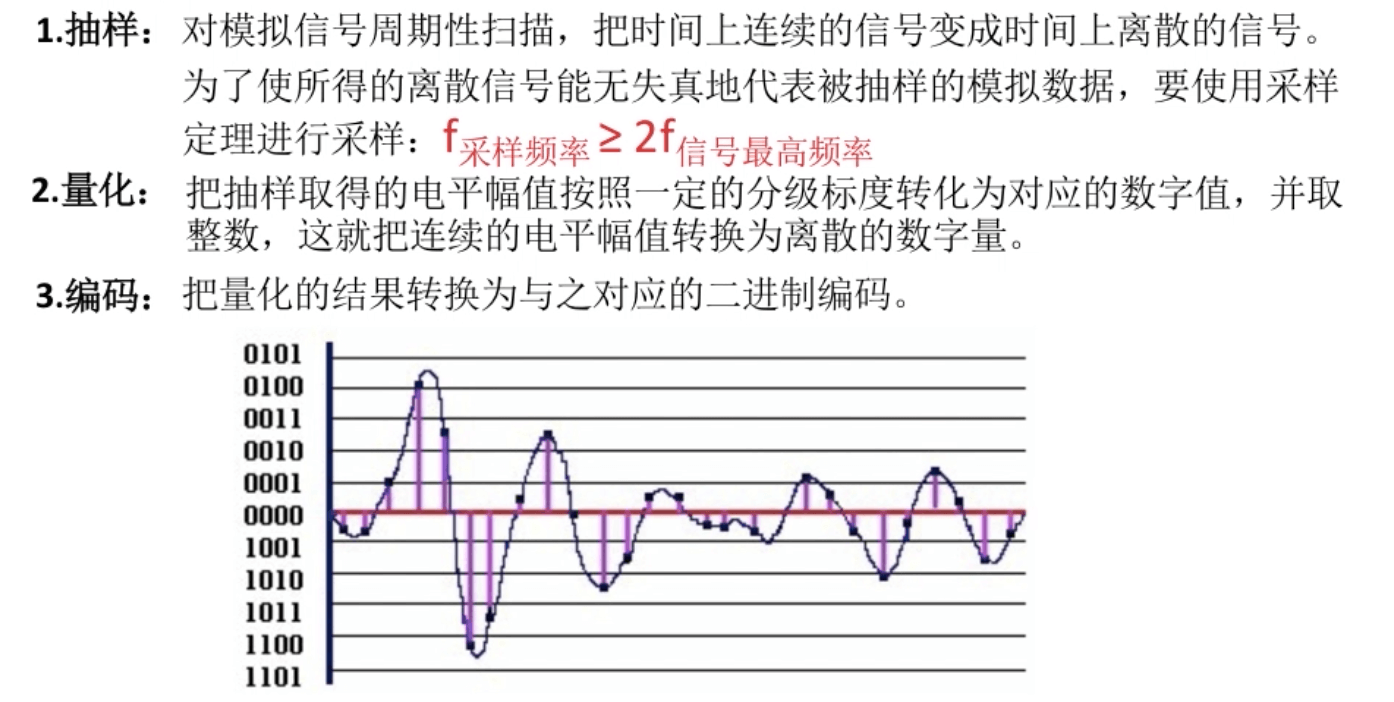 1.抽样：对模拟信号周期性扫描，把时间上连续的信号变成时间上离散的信号。
为了使所得的离散信号能无失真地代表被抽样的模拟数据，要使用采样
定理进行采样：f采样频率 ≥ 2f信号最高频率
2.量化：把抽样取得的电平幅值按照一定的分级标度转化为对应的数字值，并取
整数，这就把连续的电平幅值转换为离散的数字量。
3.编码：把量化的结果转换为与之对应的二进制编码。
0101
0100
0011
0010
0001
0000
1001
1010
1011
1100
1101